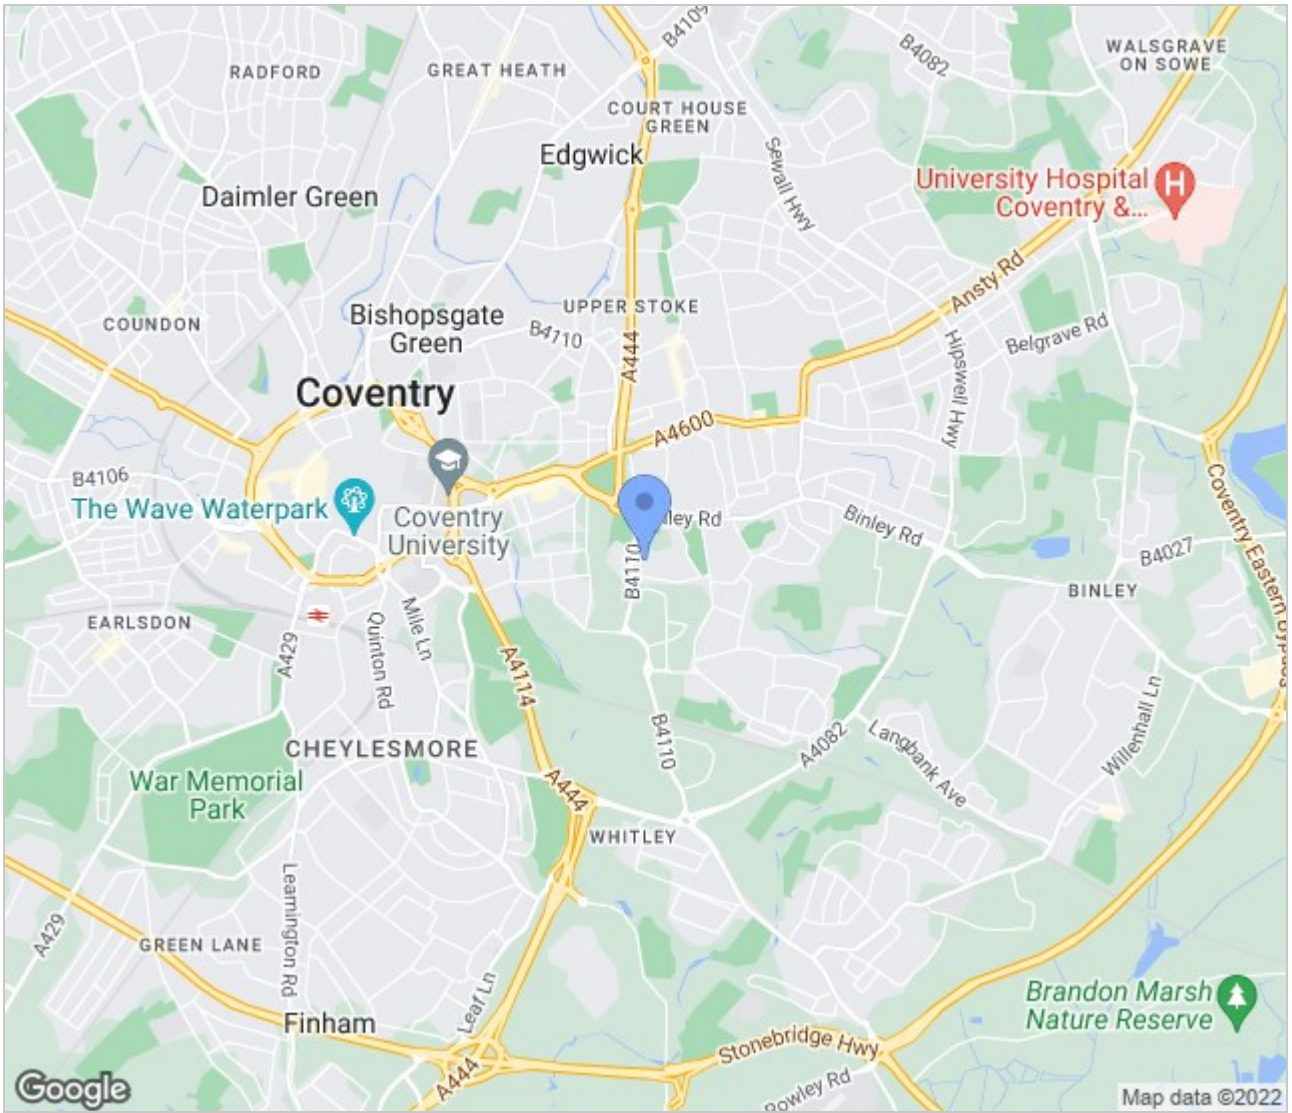 B4109
B4082
WALSGRAVE
ON SOWE
RADFORD
GREAT HEATH
COURT HOUSE
GREEN
Edgwick
Sewall Hwy
University Hospital
Coventry &...
H
Daimler Green
Ansty Rd
Bishopsgate
Green
UPPER STOKE
COUNDON
B4110
A444
Hipswell Hwy
Belgrave Rd
Coventry
A4600
B4106
The Wave Waterpark
Coventry
University
ley Rd
Binley Rd
Coventry Eastern Bypass
B4027
B4110
BINLEY
EARLSDON
A429
Quinton Rd
Mile Ln
A4114
B4110
A4082
Langbank Ave
Willenhall Ln
CHEYLESMORE
War Memorial
Park
A444
WHITLEY
A429
GREEN LANE
Leamington Rd
Leaf Ln
Finham
Brandon Marsh
Nature Reserve
Stonebridge Hwy
A444
Rowley Rd
Google
Map data ©2022